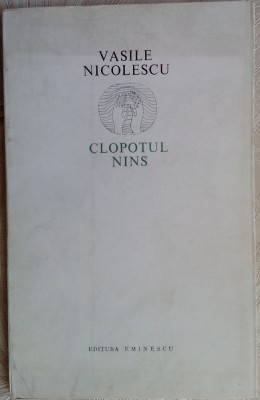 VASILE
NICOLESCU
CLOPOTUL
NINS
EDITURA EMINESCU